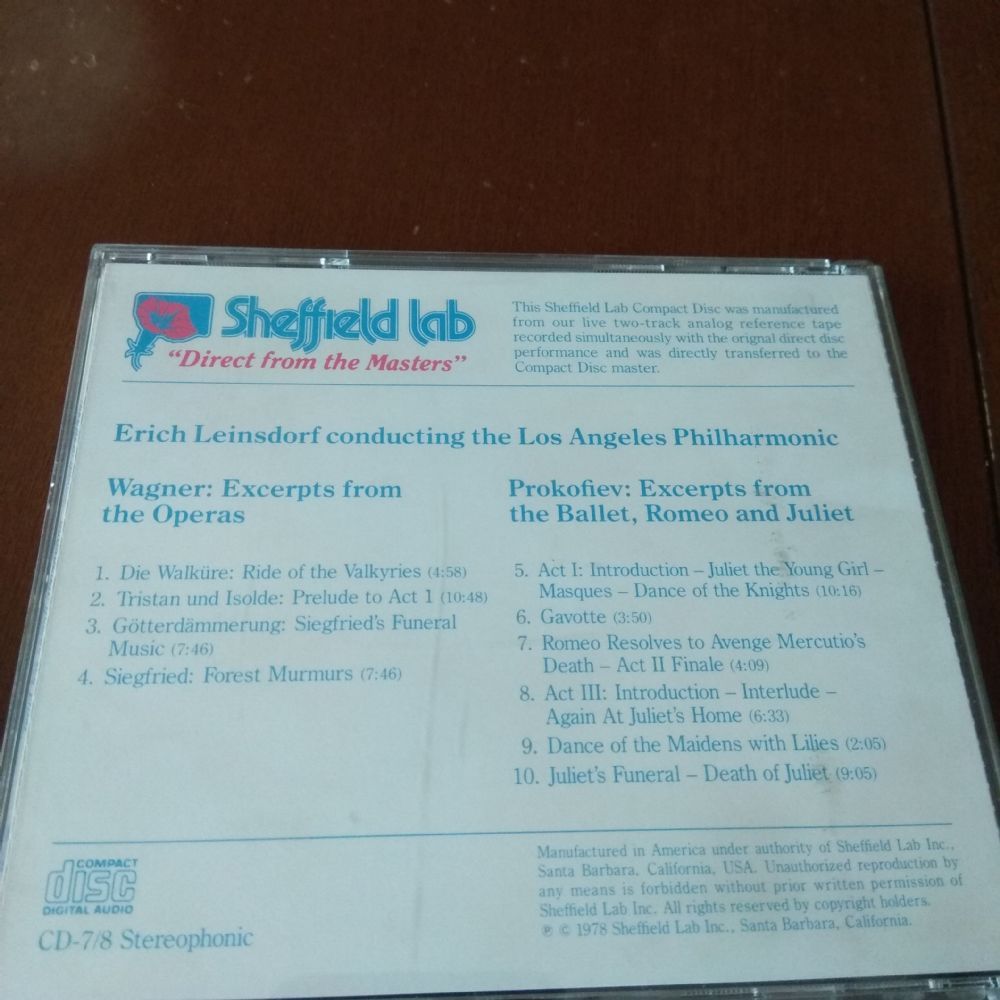 Sheffield Lab
"Direct from the Masters"
This Sheffield Lab Compact Disc was manufactured
from our live two-track analog reference tape
recorded simultaneously with the orignal direct disc
performance and was directly transferred to the
Compact Disc master.
Erich Leinsdorf conducting the Los Angeles Philharmonic
Wagner: Excerpts from
the Operas
1. Die Walküre: Ride of the Valkyries (4:58)
2. Tristan und Isolde: Prelude to Act 1 (10:48)
3. Götterdämmerung: Siegfried's Funeral
Music (7:46)
4. Siegfried: Forest Murmurs (7:46)
Prokofiev: Excerpts from
the Ballet, Romeo and Juliet
5. Act I: Introduction – Juliet the Young Girl –
Masques – Dance of the Knights (10:16)
6. Gavotte (3:50)
7. Romeo Resolves to Avenge Mercutio's
Death – Act II Finale (4:09)
8. Act III: Introduction – Interlude –
Again At Juliet's Home (6:33)
9. Dance of the Maidens with Lilies (2:05)
10. Juliet's Funeral – Death of Juliet (9:05)
COMPACT
disc
DIGITAL AUDIO
CD-7/8 Stereophonic
Manufactured in America under authority of Sheffield Lab Inc.,
Santa Barbara, California, USA. Unauthorized reproduction by
any means is forbidden without prior written permission of
Sheffield Lab Inc. All rights reserved by copyright holders.
℗ © 1978 Sheffield Lab Inc., Santa Barbara, California.